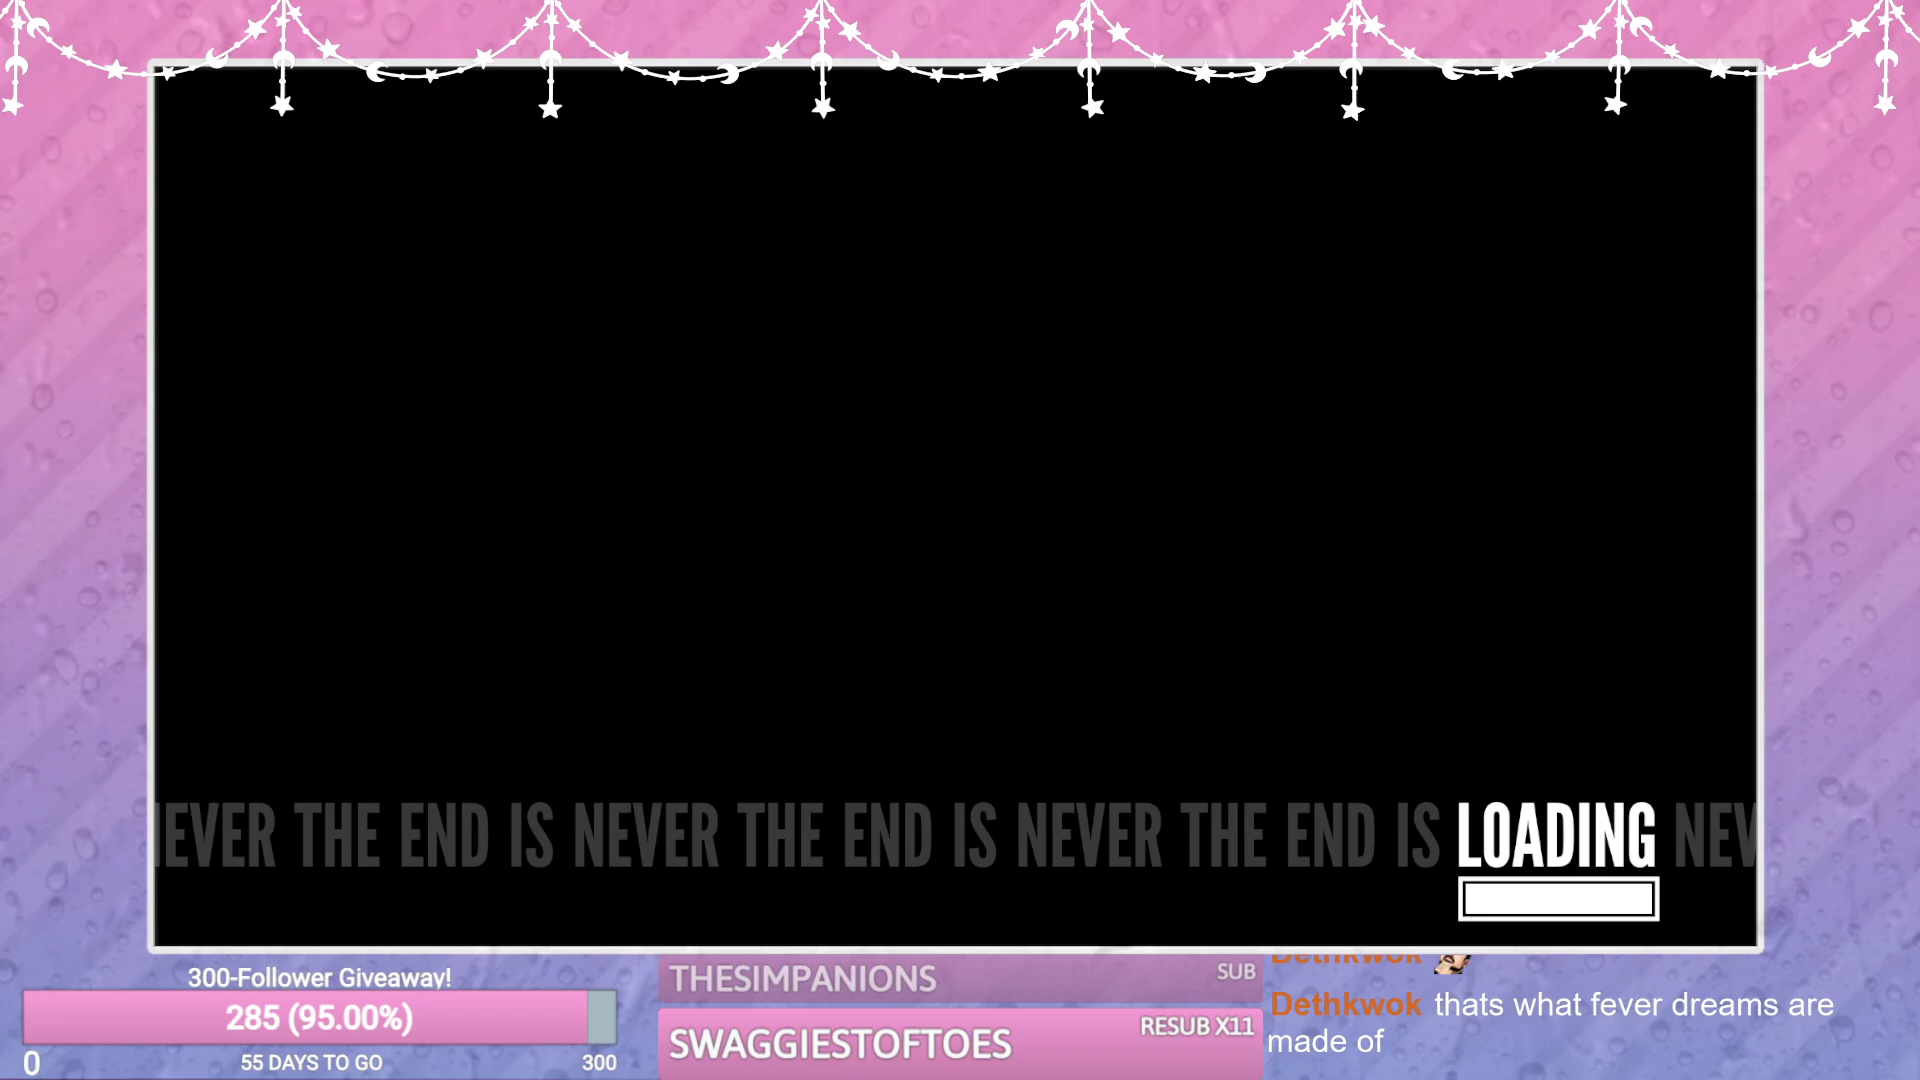 EVER THE END IS NEVER THE END IS NEVER THE END IS LOADING NEV
300-Follower Giveaway!
285 (95.00%)
0 55 DAYS TO GO 300
THESIMPANIONS SUB
SWAGGIESTOFTOES RESUB X11
Dethkwok
Dethkwok thats what fever dreams are
made of